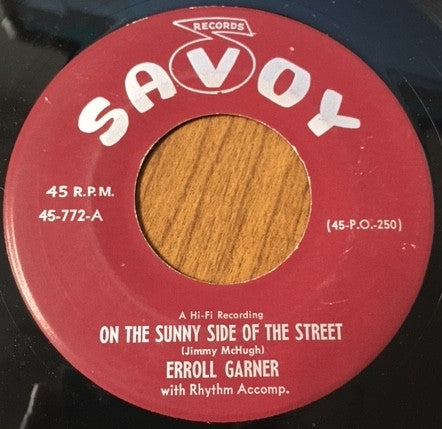 RECORDS
SAVOY
45 R.P.M.
45-772-A
(45-P.O.-250)
A Hi-Fi Recording
ON THE SUNNY SIDE OF THE STREET
(Jimmy McHugh)
ERROLL GARNER
with Rhythm Accomp.